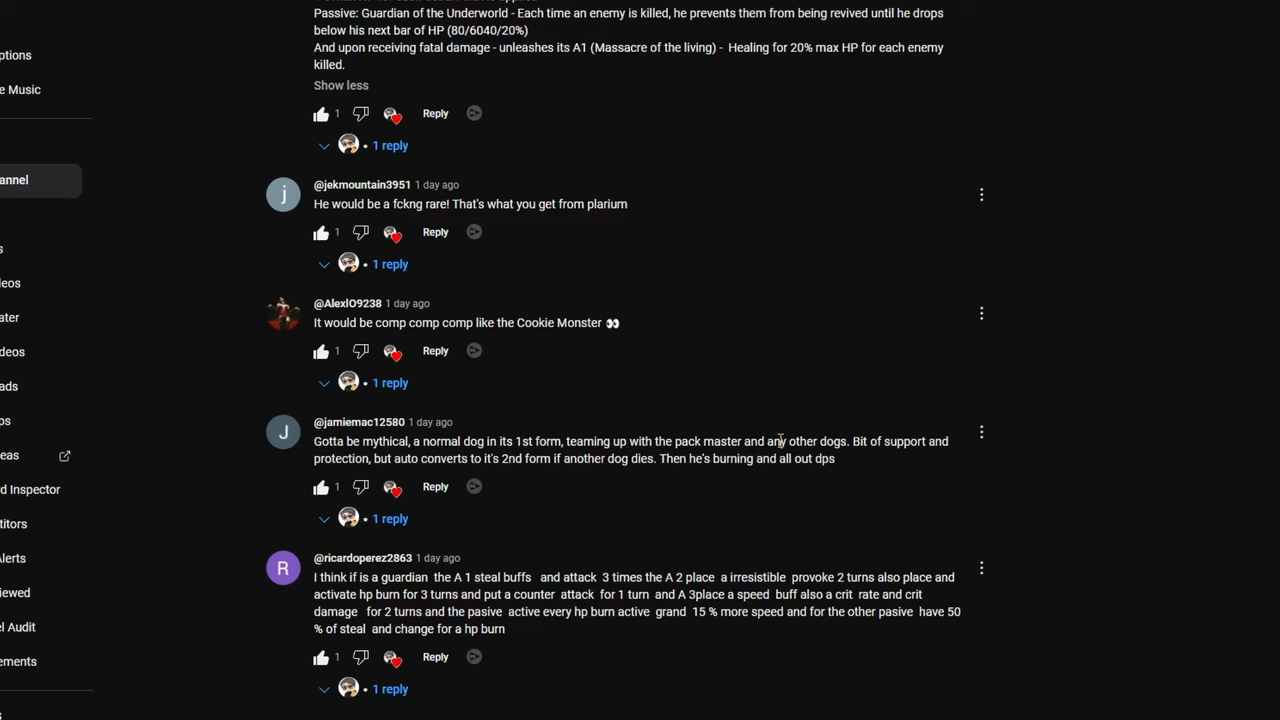 Passive: Guardian of the Underworld - Each time an enemy is killed, he prevents them from being revived until he drops
below his next bar of HP (80/6040/20%)
And upon receiving fatal damage - unleashes its A1 (Massacre of the living) - Healing for 20% max HP for each enemy
killed.
Show less
1 Reply
• 1 reply
@jekmountain3951 1 day ago
He would be a fckng rare! That's what you get from plarium
1 Reply
• 1 reply
@AlexIO9238 1 day ago
It would be comp comp comp like the Cookie Monster 👀
1 Reply
• 1 reply
@jamiemac12580 1 day ago
Gotta be mythical, a normal dog in its 1st form, teaming up with the pack master and any other dogs. Bit of support and
protection, but auto converts to it's 2nd form if another dog dies. Then he's burning and all out dps
1 Reply
• 1 reply
@ricardoperez2863 1 day ago
I think if is a guardian the A 1 steal buffs and attack 3 times the A 2 place a irresistible provoke 2 turns also place and
activate hp burn for 3 turns and put a counter attack for 1 turn and A 3place a speed buff also a crit rate and crit
damage for 2 turns and the pasive active every hp burn active grand 15 % more speed and for the other pasive have 50
% of steal and change for a hp burn
1 Reply
• 1 reply
ptions
e Music
annel
s
eos
ater
deos
ads
ps
eas
d Inspector
titors
Alerts
iewed
el Audit
ements
j
J
R